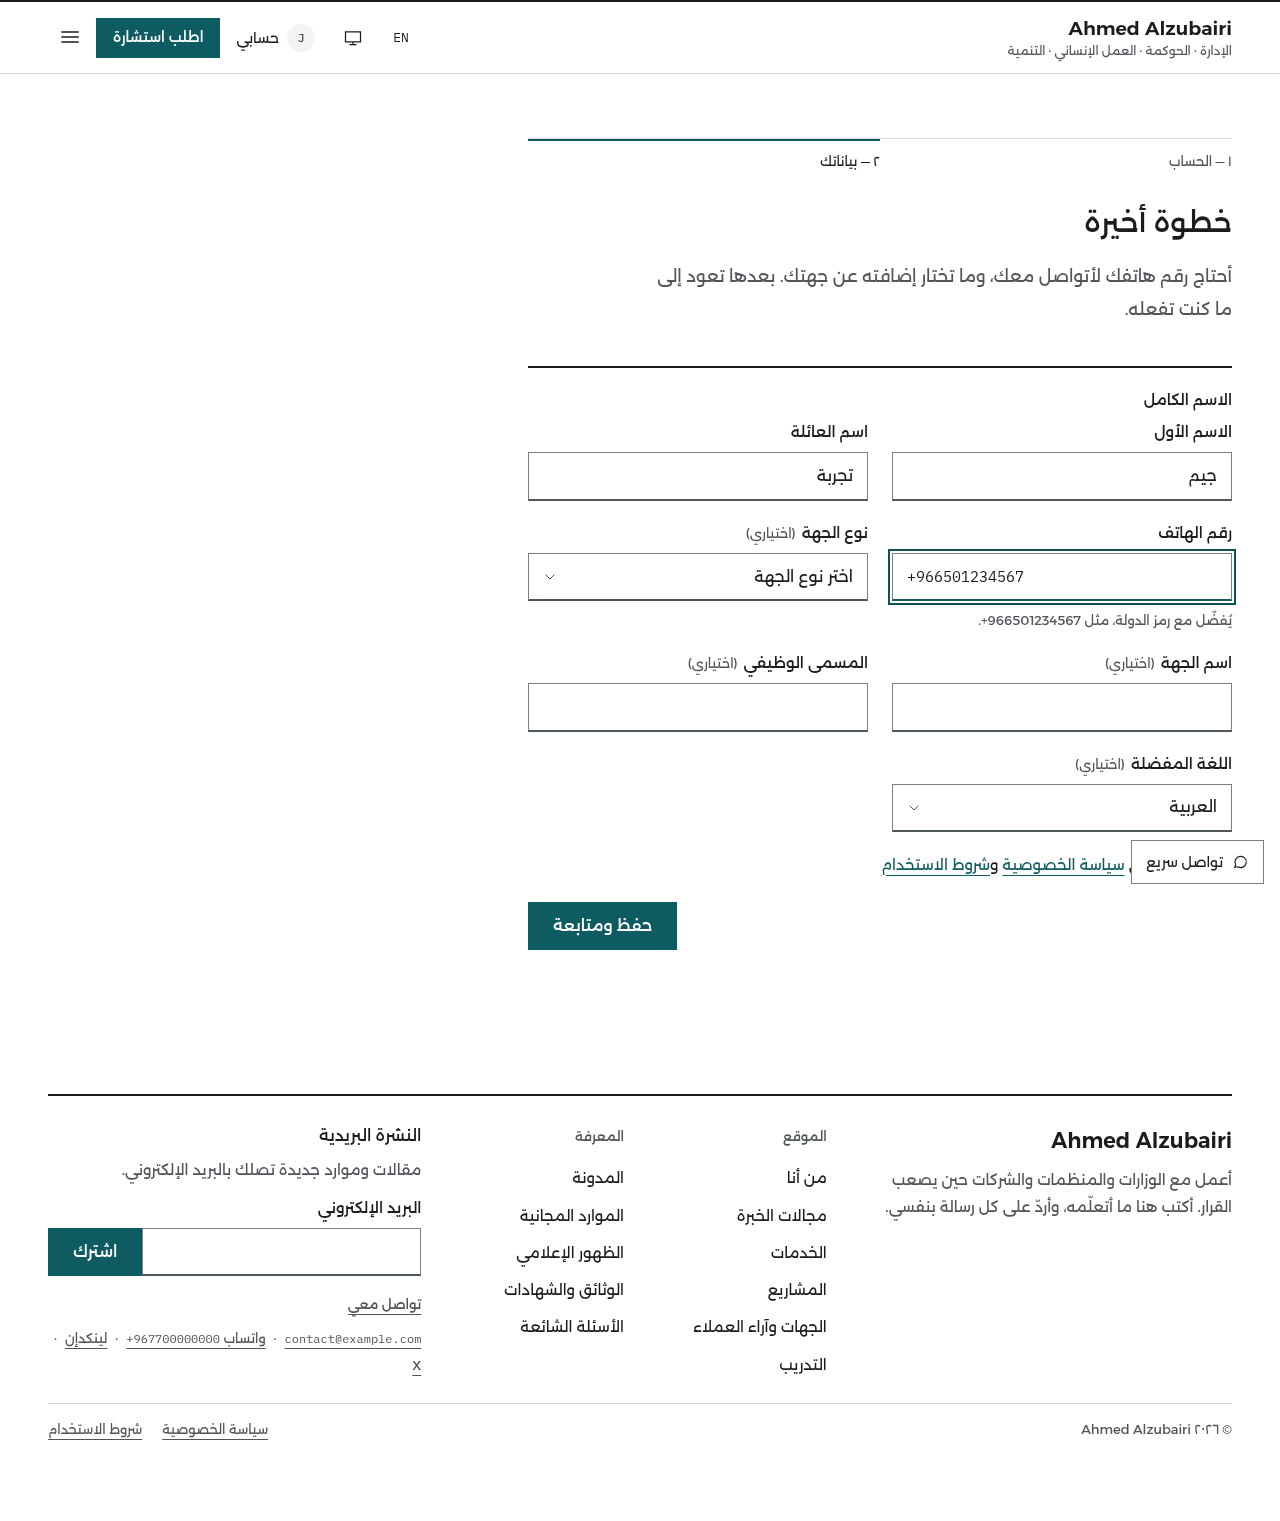 Ahmed Alzubairi
الإدارة · الحوكمة · العمل الإنساني · التنمية
EN
J
حسابي
اطلب استشارة
١ — الحساب
٢ — بياناتك
خطوة أخيرة
أحتاج رقم هاتفك لأتواصل معك، وما تختار إضافته عن جهتك. بعدها تعود إلى
ما كنت تفعله.
الاسم الكامل
الاسم الأول
اسم العائلة
جيم
تجربة
رقم الهاتف
نوع الجهة (اختياري)
+966501234567
اختر نوع الجهة
يُفضّل مع رمز الدولة، مثل 966501234567+.
اسم الجهة (اختياري)
المسمى الوظيفي (اختياري)
اللغة المفضلة (اختياري)
العربية
تواصل سريع
سياسة الخصوصية وشروط الاستخدام
حفظ ومتابعة
Ahmed Alzubairi
أعمل مع الوزارات والمنظمات والشركات حين يصعب
القرار. أكتب هنا ما أتعلّمه، وأردّ على كل رسالة بنفسي.
الموقع
من أنا
مجالات الخبرة
الخدمات
المشاريع
الجهات وآراء العملاء
التدريب
المعرفة
المدونة
الموارد المجانية
الظهور الإعلامي
الوثائق والشهادات
الأسئلة الشائعة
النشرة البريدية
مقالات وموارد جديدة تصلك بالبريد الإلكتروني.
البريد الإلكتروني
اشترك
تواصل معي
contact@example.com · واتساب +967700000000 · لينكدإن ·
X
© ٢٠٢٦ Ahmed Alzubairi
سياسة الخصوصية
شروط الاستخدام